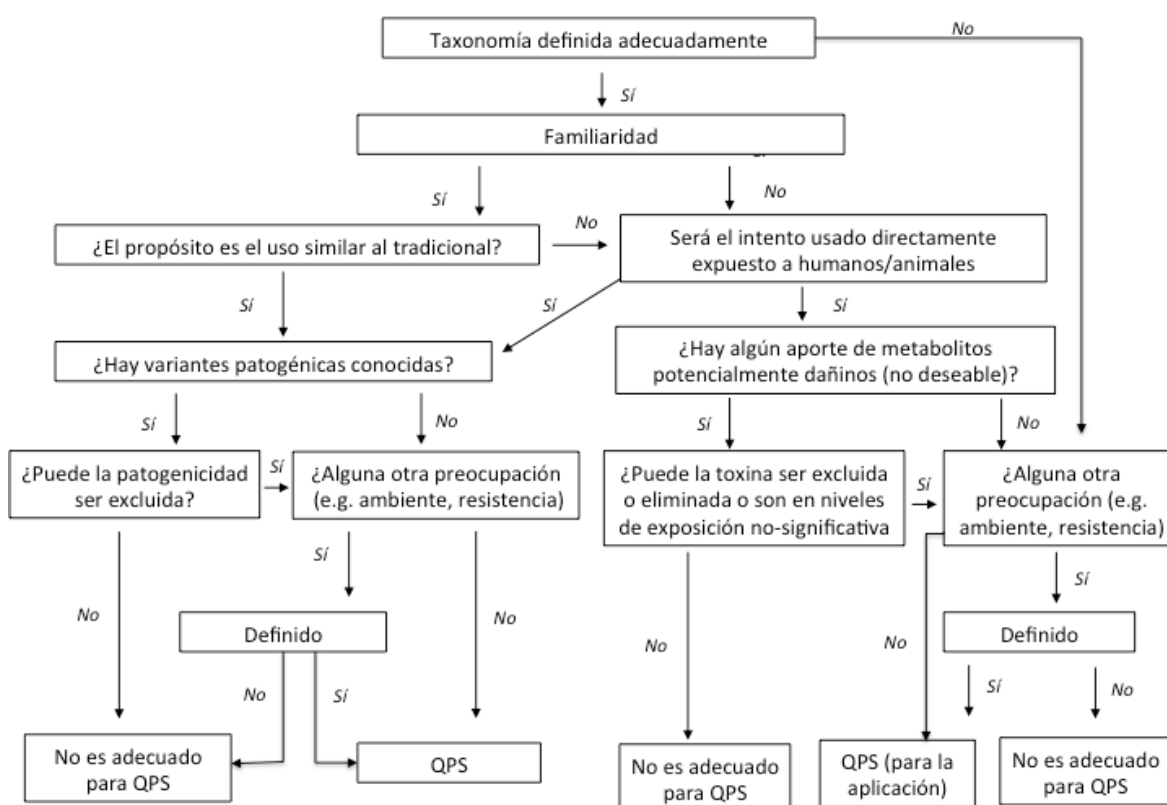 Taxonomía definida adecuadamente
No
Sí
Familiaridad
Sí
No
¿El propósito es el uso similar al tradicional?
No
Será el intento usado directamente
expuesto a humanos/animales
Sí
Sí
Sí
¿Hay variantes patogénicas conocidas?
¿Hay algún aporte de metabolitos
potencialmente dañinos (no deseable)?
Sí
No
Sí
No
¿Puede la patogenicidad
ser excluida?
Sí
¿Alguna otra preocupación
(e.g. ambiente, resistencia)
¿Puede la toxina ser excluida
o eliminada o son en niveles
de exposición no-significativa
Sí
¿Alguna otra
preocupación (e.g.
ambiente, resistencia)
No
Sí
No
No
No
Sí
Definido
Definido
No
Sí
Sí
No
No es adecuado
para QPS
QPS
No es adecuado
para QPS
QPS (para la
aplicación)
No es adecuado
para QPS